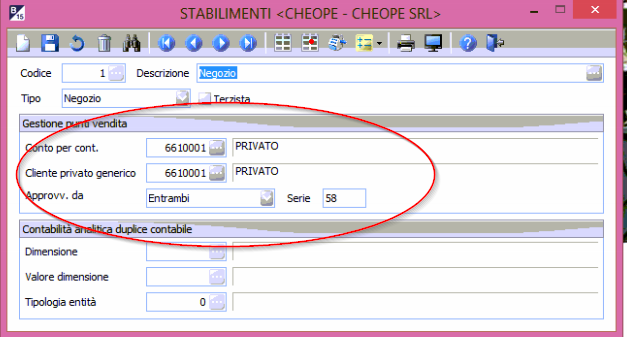 B
15
STABILIMENTI <CHEOPE - CHEOPE SRL>
Codice 1 Descrizione Negozio
Tipo Negozio Terzista
Gestione punti vendita
Conto per cont. 6610001 PRIVATO
Cliente privato generico 6610001 PRIVATO
Approvv. da Entrambi Serie 58
Contabilità analitica duplice contabile
Dimensione
Valore dimensione
Tipologia entità 0